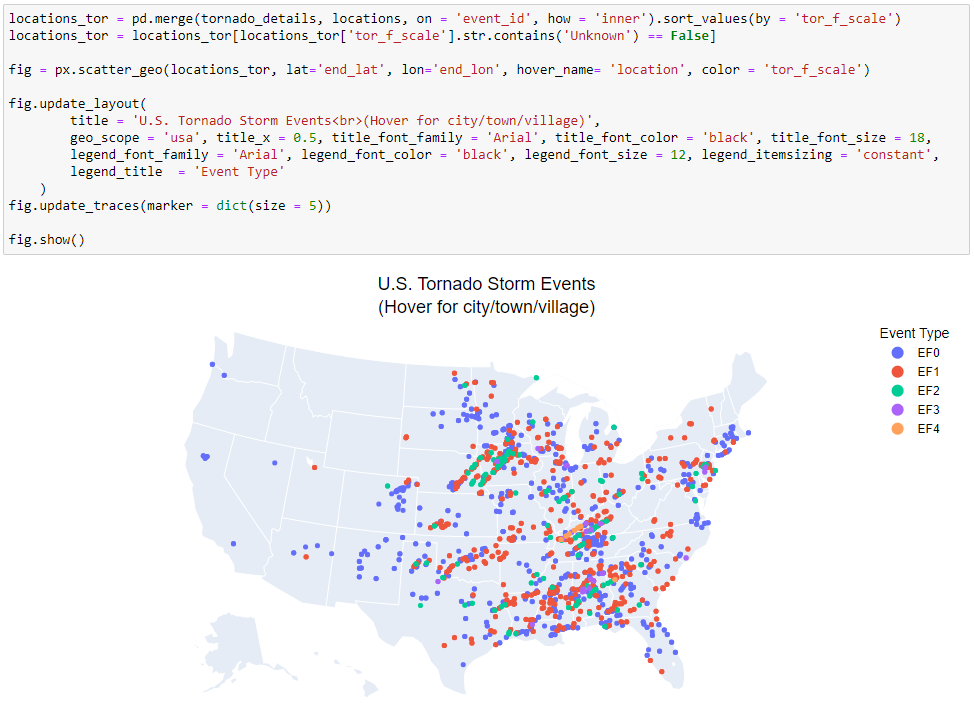 locations_tor = pd.merge(tornado_details, locations, on = 'event_id', how = 'inner').sort_values(by = 'tor_f_scale')
locations_tor = locations_tor[locations_tor['tor_f_scale'].str.contains('Unknown') == False]
fig = px.scatter_geo(locations_tor, lat='end_lat', lon='end_lon', hover_name= 'location', color = 'tor_f_scale')
fig.update_layout(
title = 'U.S. Tornado Storm Events<br>(Hover for city/town/village)',
geo_scope = 'usa', title_x = 0.5, title_font_family = 'Arial', title_font_color = 'black', title_font_size = 18,
legend_font_family = 'Arial', legend_font_color = 'black', legend_font_size = 12, legend_itemsizing = 'constant',
legend_title  = 'Event Type'
)
fig.update_traces(marker = dict(size = 5))
fig.show()
U.S. Tornado Storm Events
(Hover for city/town/village)
Event Type
EF0
EF1
EF2
EF3
EF4